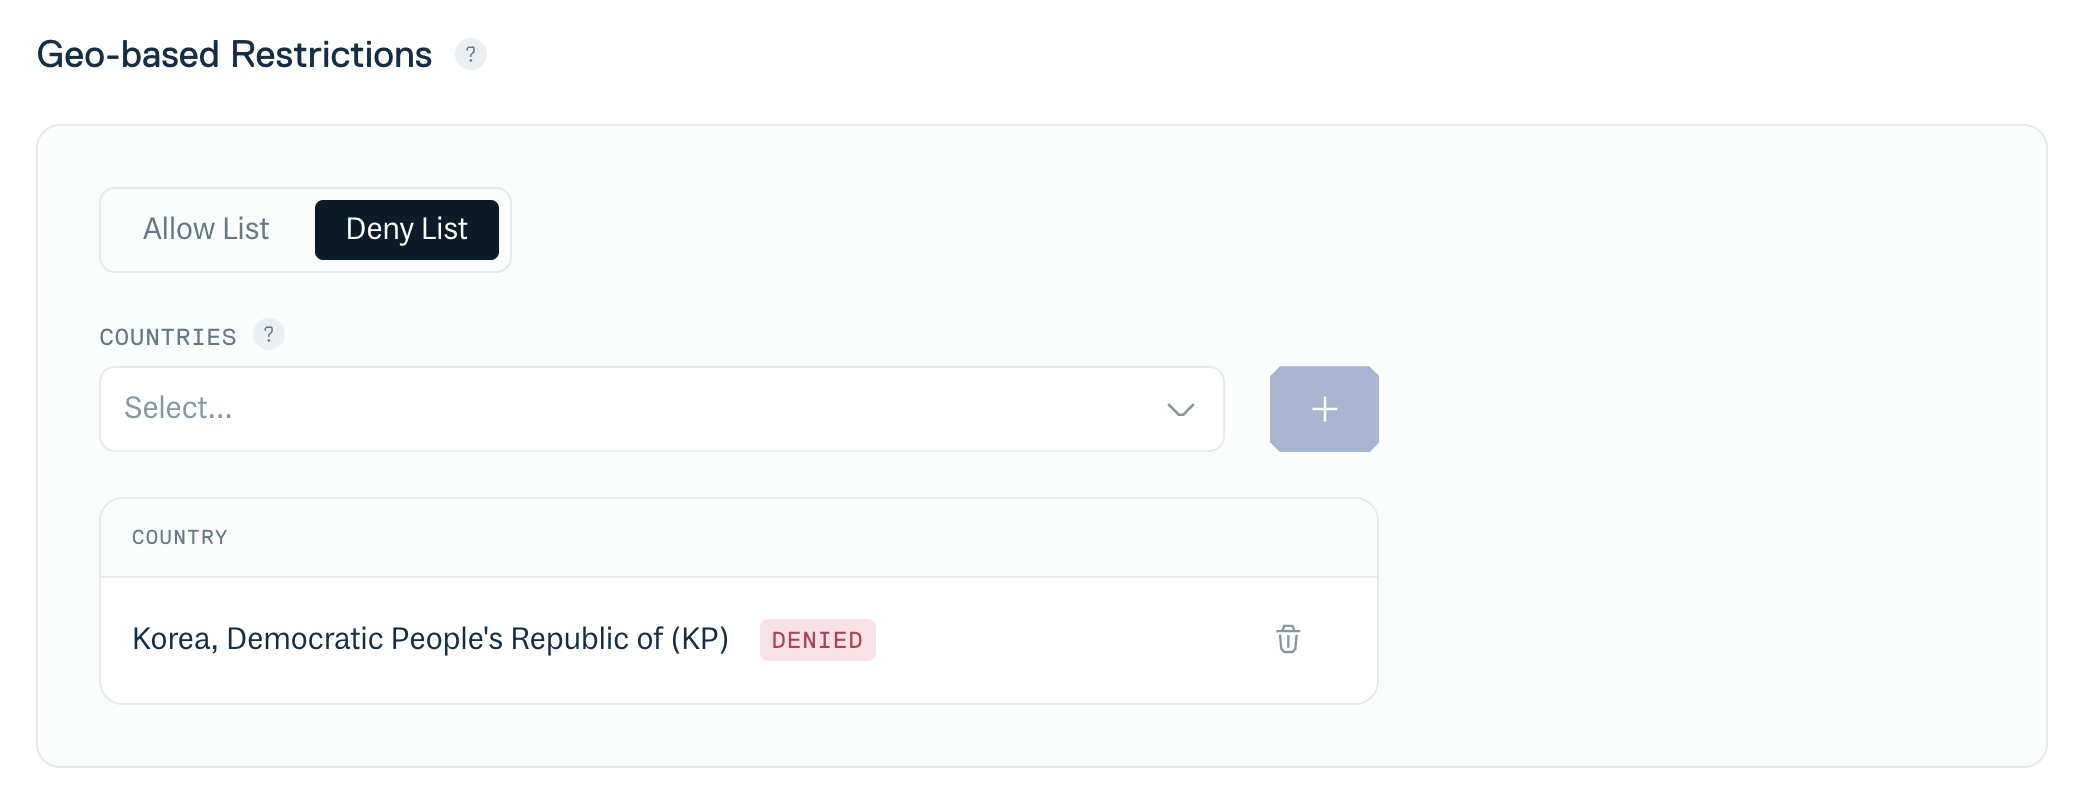 Geo-based Restrictions ?
Allow List Deny List
COUNTRIES ?
Select...
+
COUNTRY
Korea, Democratic People's Republic of (KP) DENIED